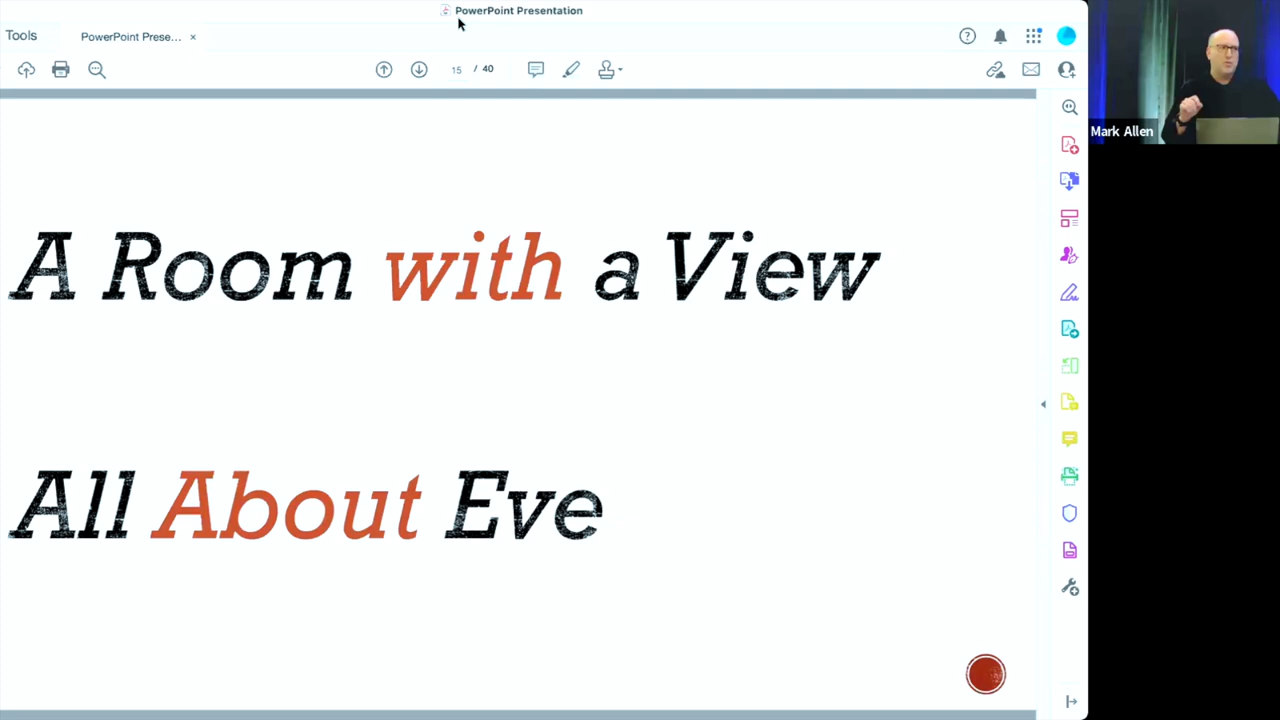 PowerPoint Presentation
Tools
PowerPoint Prese...
15 / 40
A Room with a View
All About Eve
Mark Allen